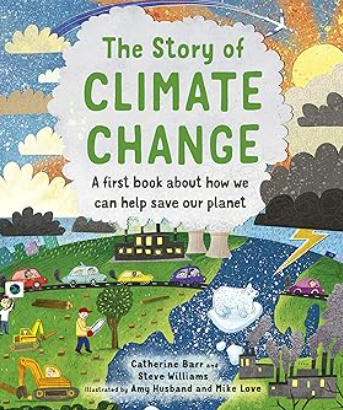 The Story of
CLIMATE
CHANGE
A first book about how we
can help save our planet
Catherine Barr and
Steve Williams
Illustrated by Amy Husband and Mike Love